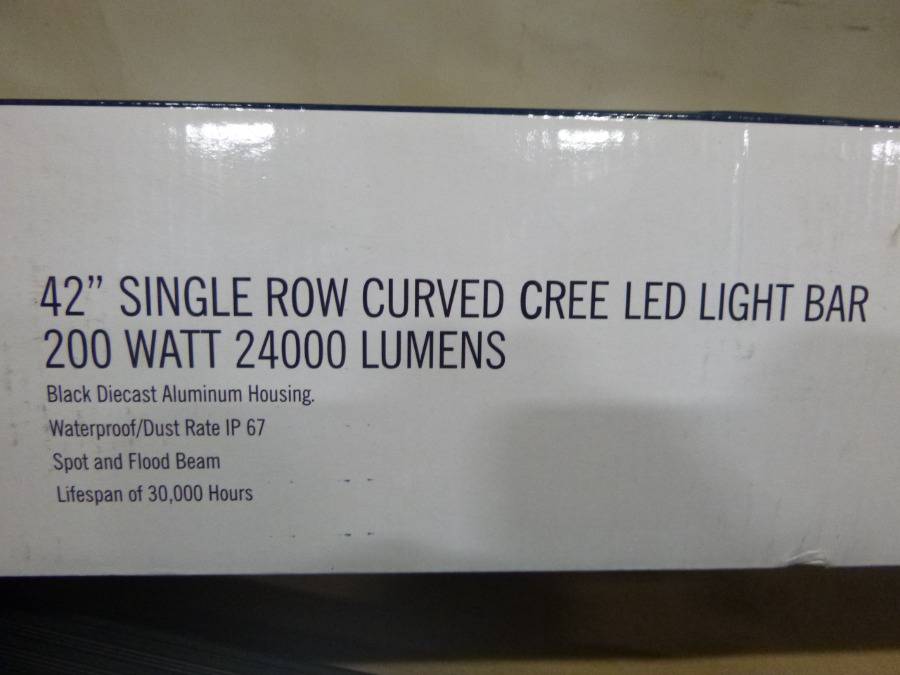 42” SINGLE ROW CURVED CREE LED LIGHT BAR
200 WATT 24000 LUMENS
Black Diecast Aluminum Housing.
Waterproof/Dust Rate IP 67
Spot and Flood Beam
Lifespan of 30,000 Hours